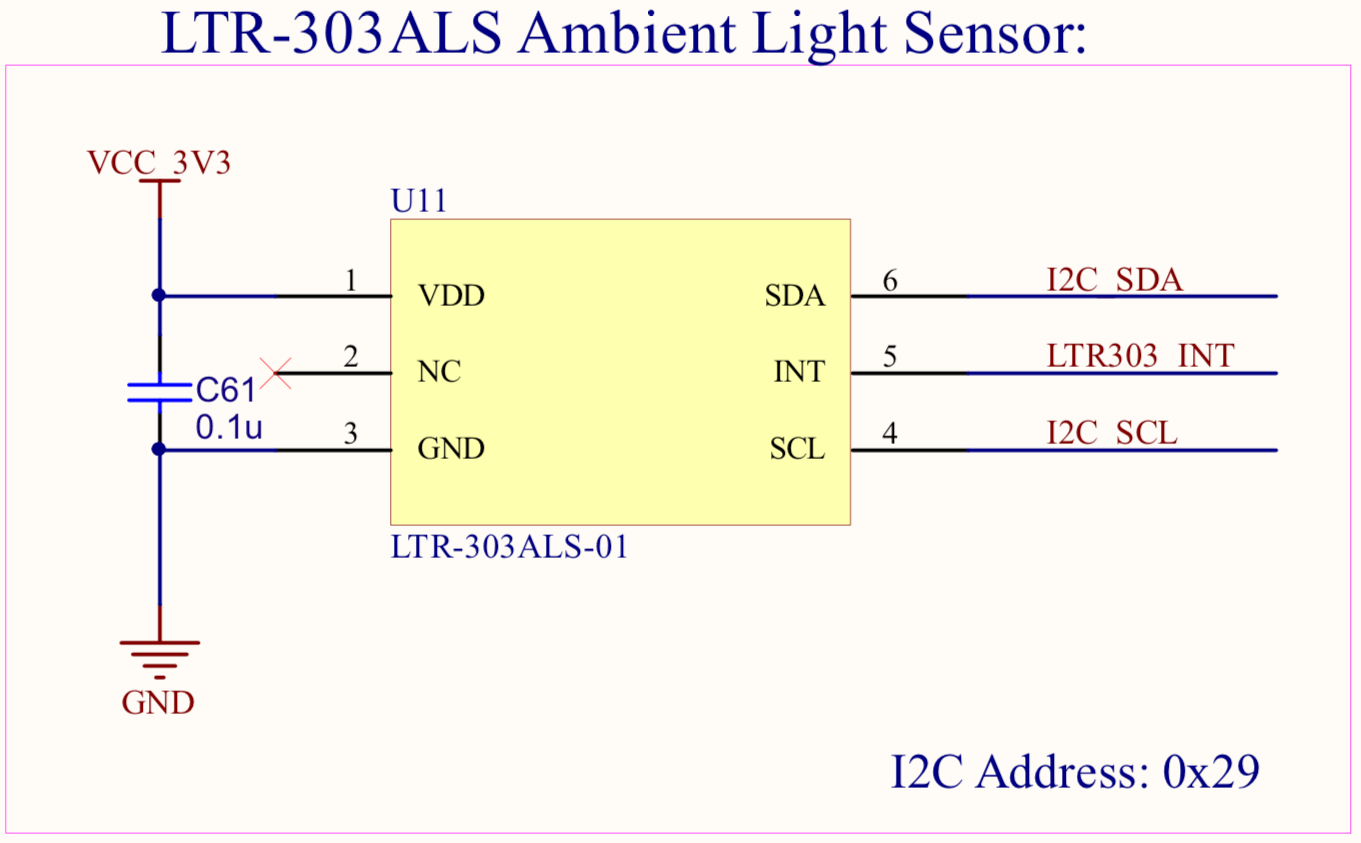 LTR-303ALS Ambient Light Sensor:
VCC_3V3
U11
1
VDD
SDA
6
I2C_SDA
2
NC
INT
5
LTR303_INT
C61
0.1u
3
GND
SCL
4
I2C_SCL
LTR-303ALS-01
GND
I2C Address: 0x29